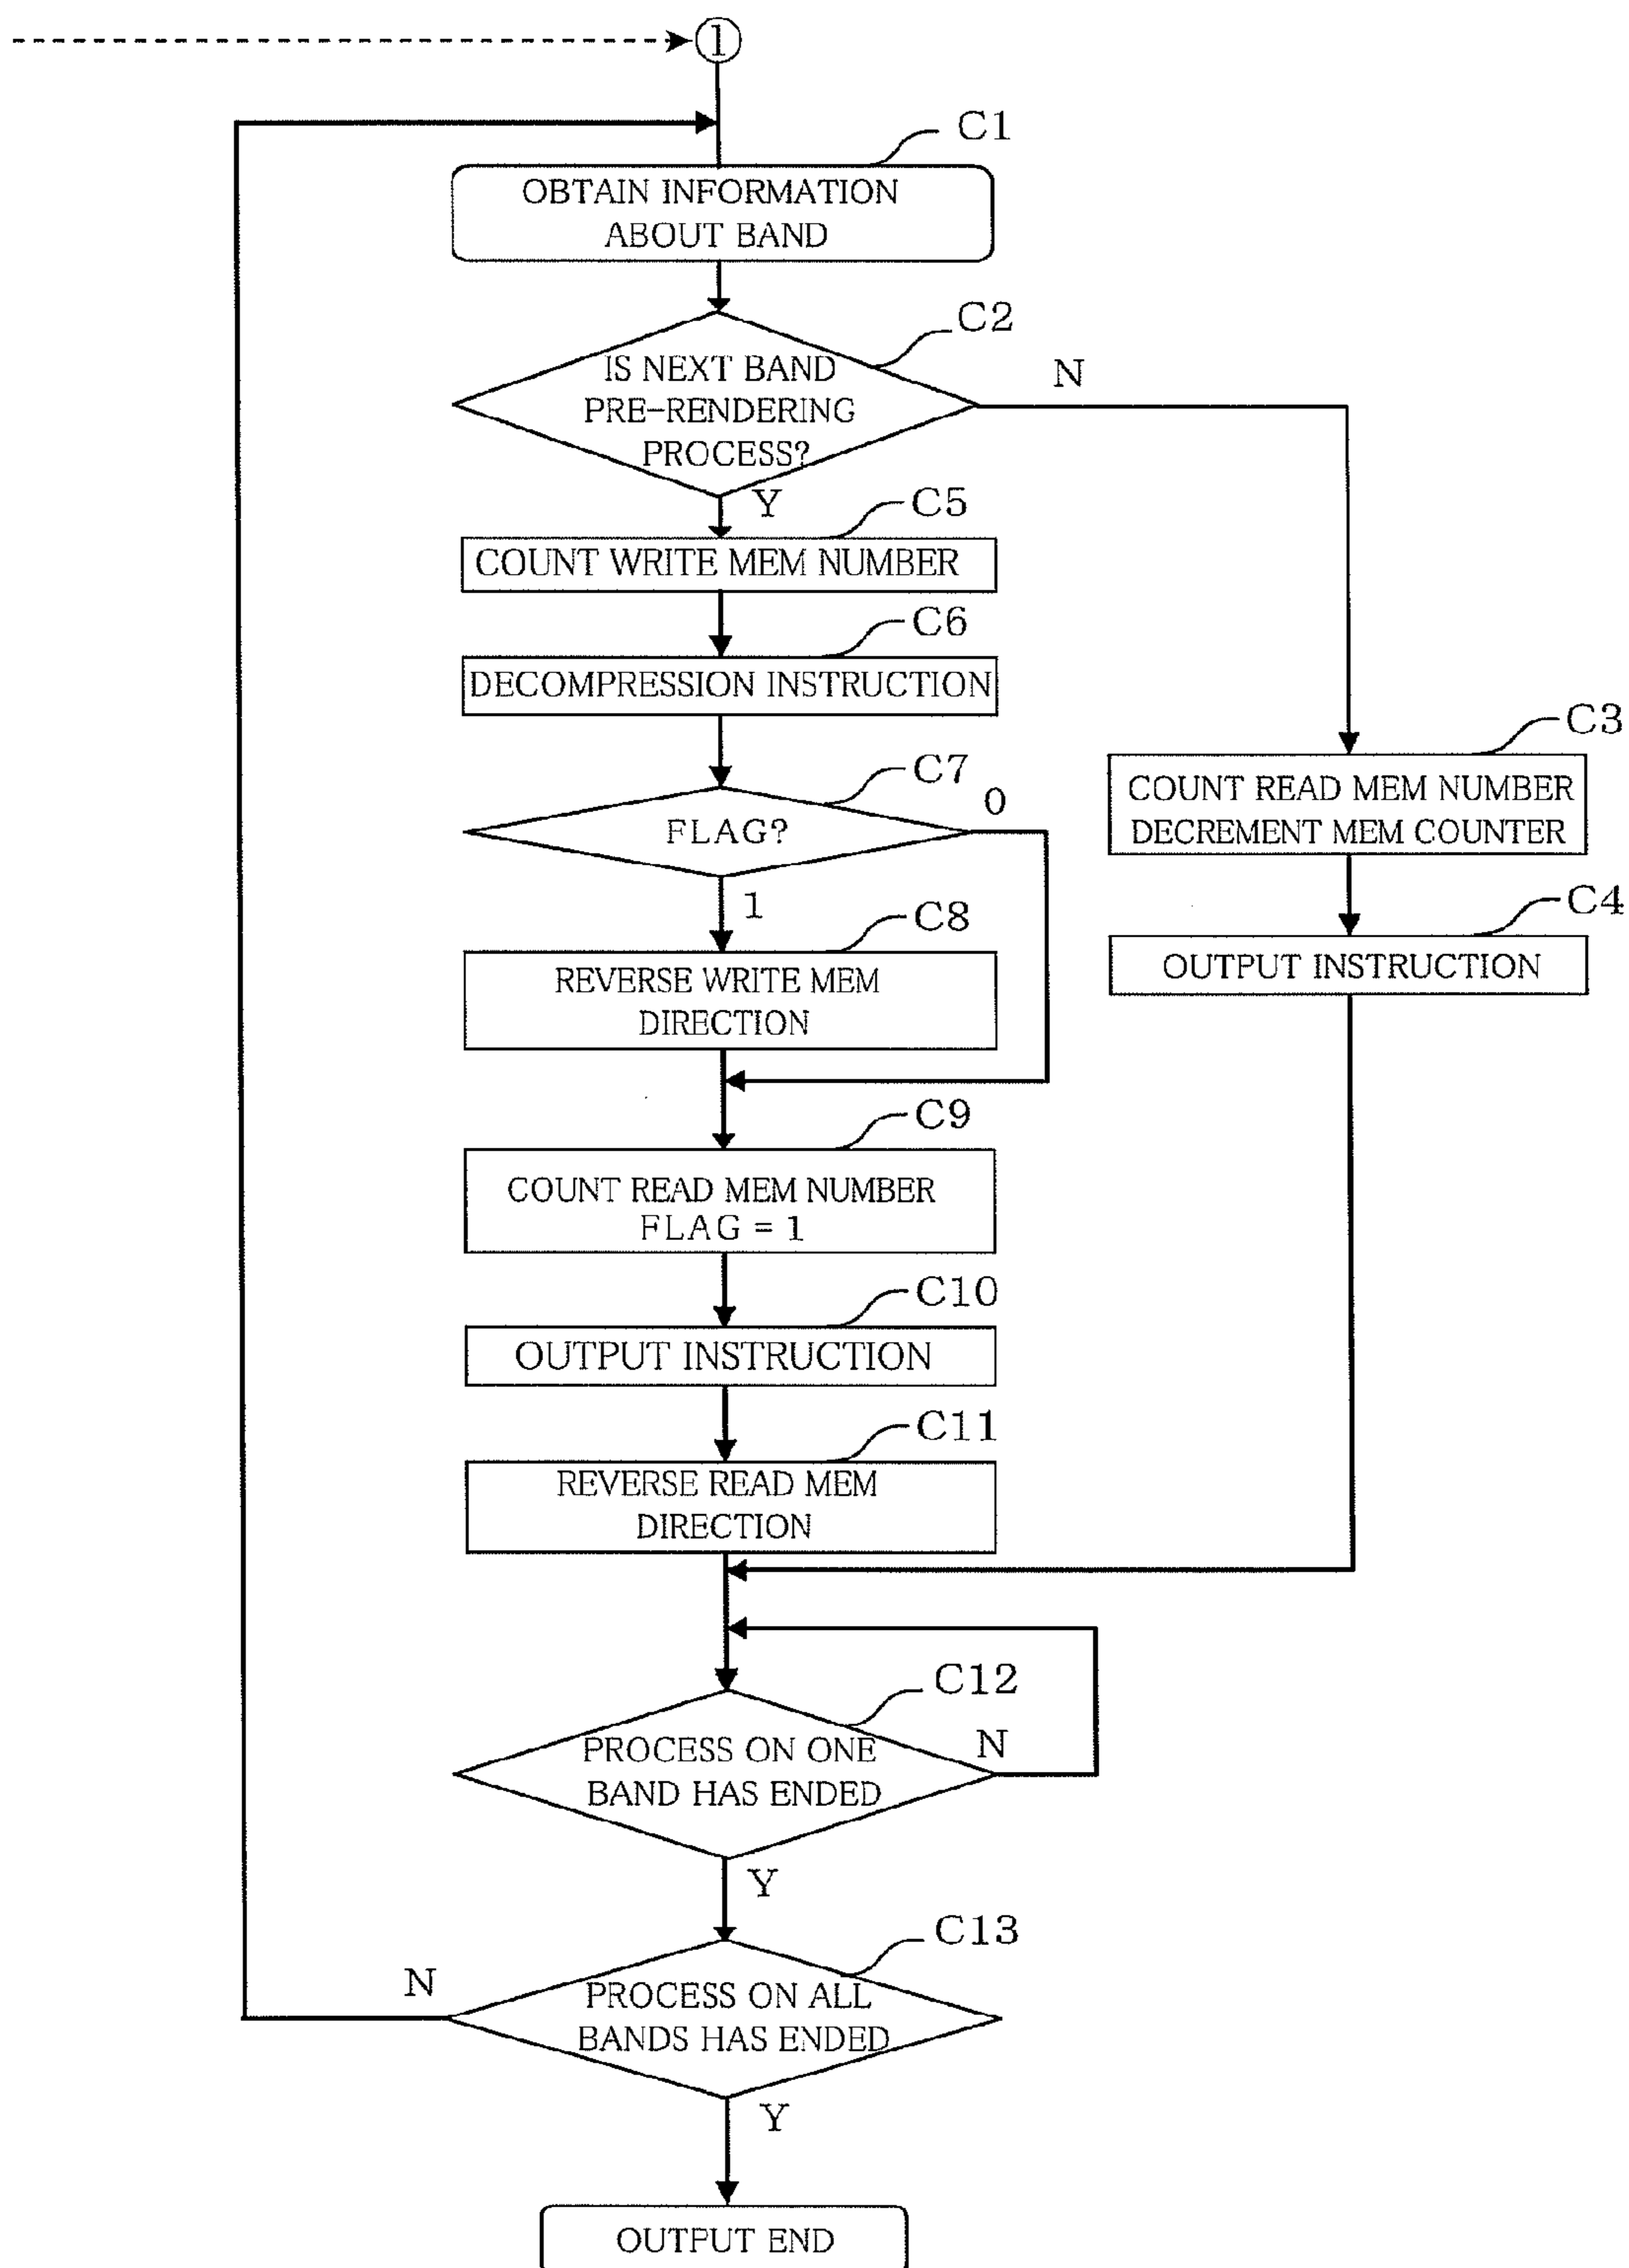 1
C1
OBTAIN INFORMATION
ABOUT BAND
C2
IS NEXT BAND
PRE-RENDERING
PROCESS?
N
Y
C5
COUNT WRITE MEM NUMBER
C6
DECOMPRESSION INSTRUCTION
C3
COUNT READ MEM NUMBER
DECREMENT MEM COUNTER
C7
FLAG?
0
1
C4
OUTPUT INSTRUCTION
C8
REVERSE WRITE MEM
DIRECTION
C9
COUNT READ MEM NUMBER
FLAG = 1
C10
OUTPUT INSTRUCTION
C11
REVERSE READ MEM
DIRECTION
C12
PROCESS ON ONE
BAND HAS ENDED
N
Y
C13
PROCESS ON ALL
BANDS HAS ENDED
N
Y
OUTPUT END